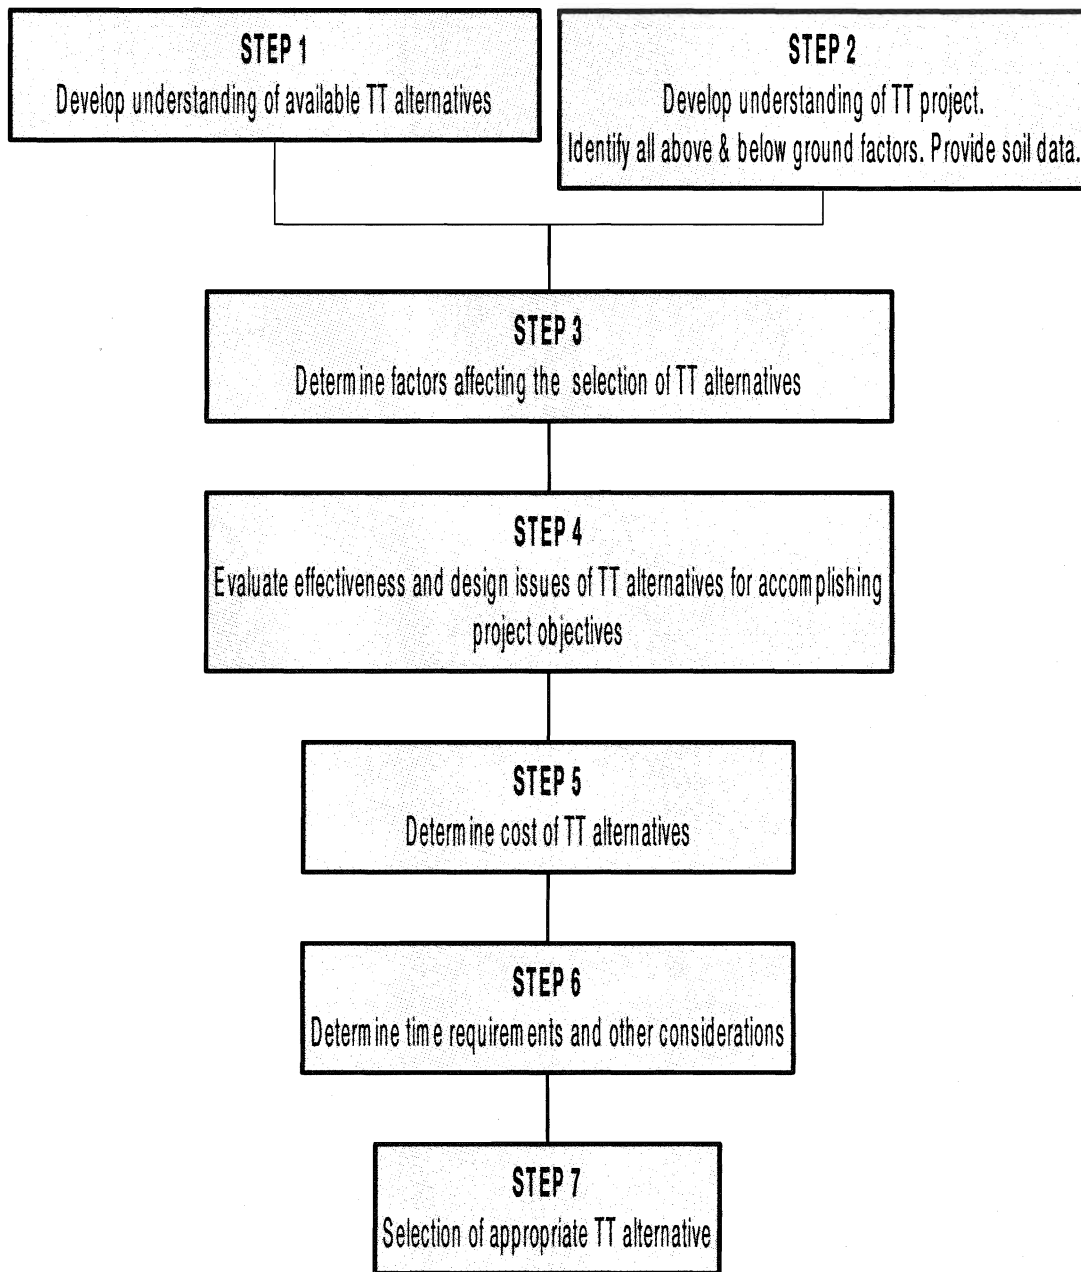 STEP 1
Develop understanding of available TT alternatives
STEP 2
Develop understanding of TT project.
Identify all above & below ground factors. Provide soil data.
STEP 3
Determine factors affecting the selection of TT alternatives
STEP 4
Evaluate effectiveness and design issues of TT alternatives for accomplishing
project objectives
STEP 5
Determine cost of TT alternatives
STEP 6
Determine time requirements and other considerations
STEP 7
Selection of appropriate TT alternative